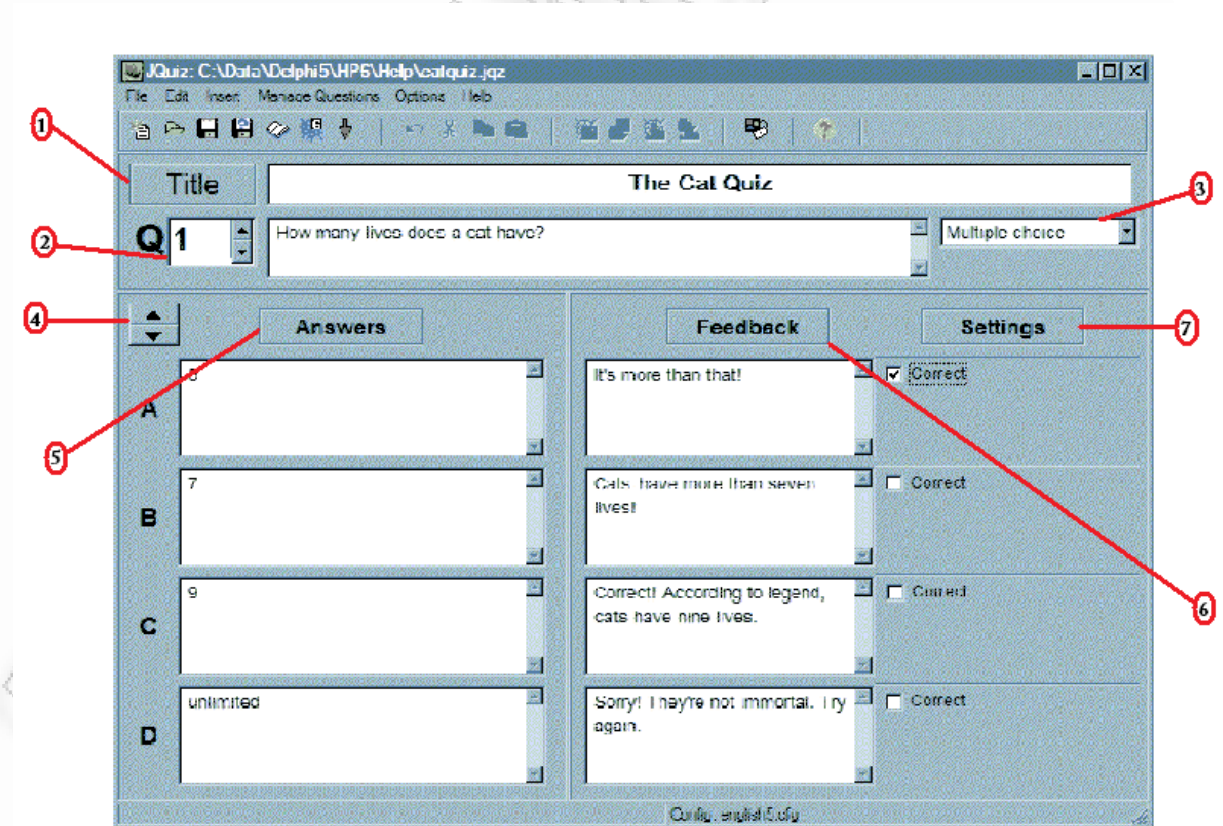 JQuiz: C:\Data\Delphi5\HP6\Help\catquiz.jqz
File Edit Insert Manage Questions Options Help
1
Title The Cat Quiz
3
2
Q 1 How many lives does a cat have? Multiple choice
4
Answers Feedback Settings
7
A It's more than that! Correct
5
B 7 Cats have more than seven lives! Correct
C 9 Correct! According to legend, cats have nine lives. Correct
6
D unlimited Sorry! They're not immortal. Try again. Correct
Config: english5.cfg